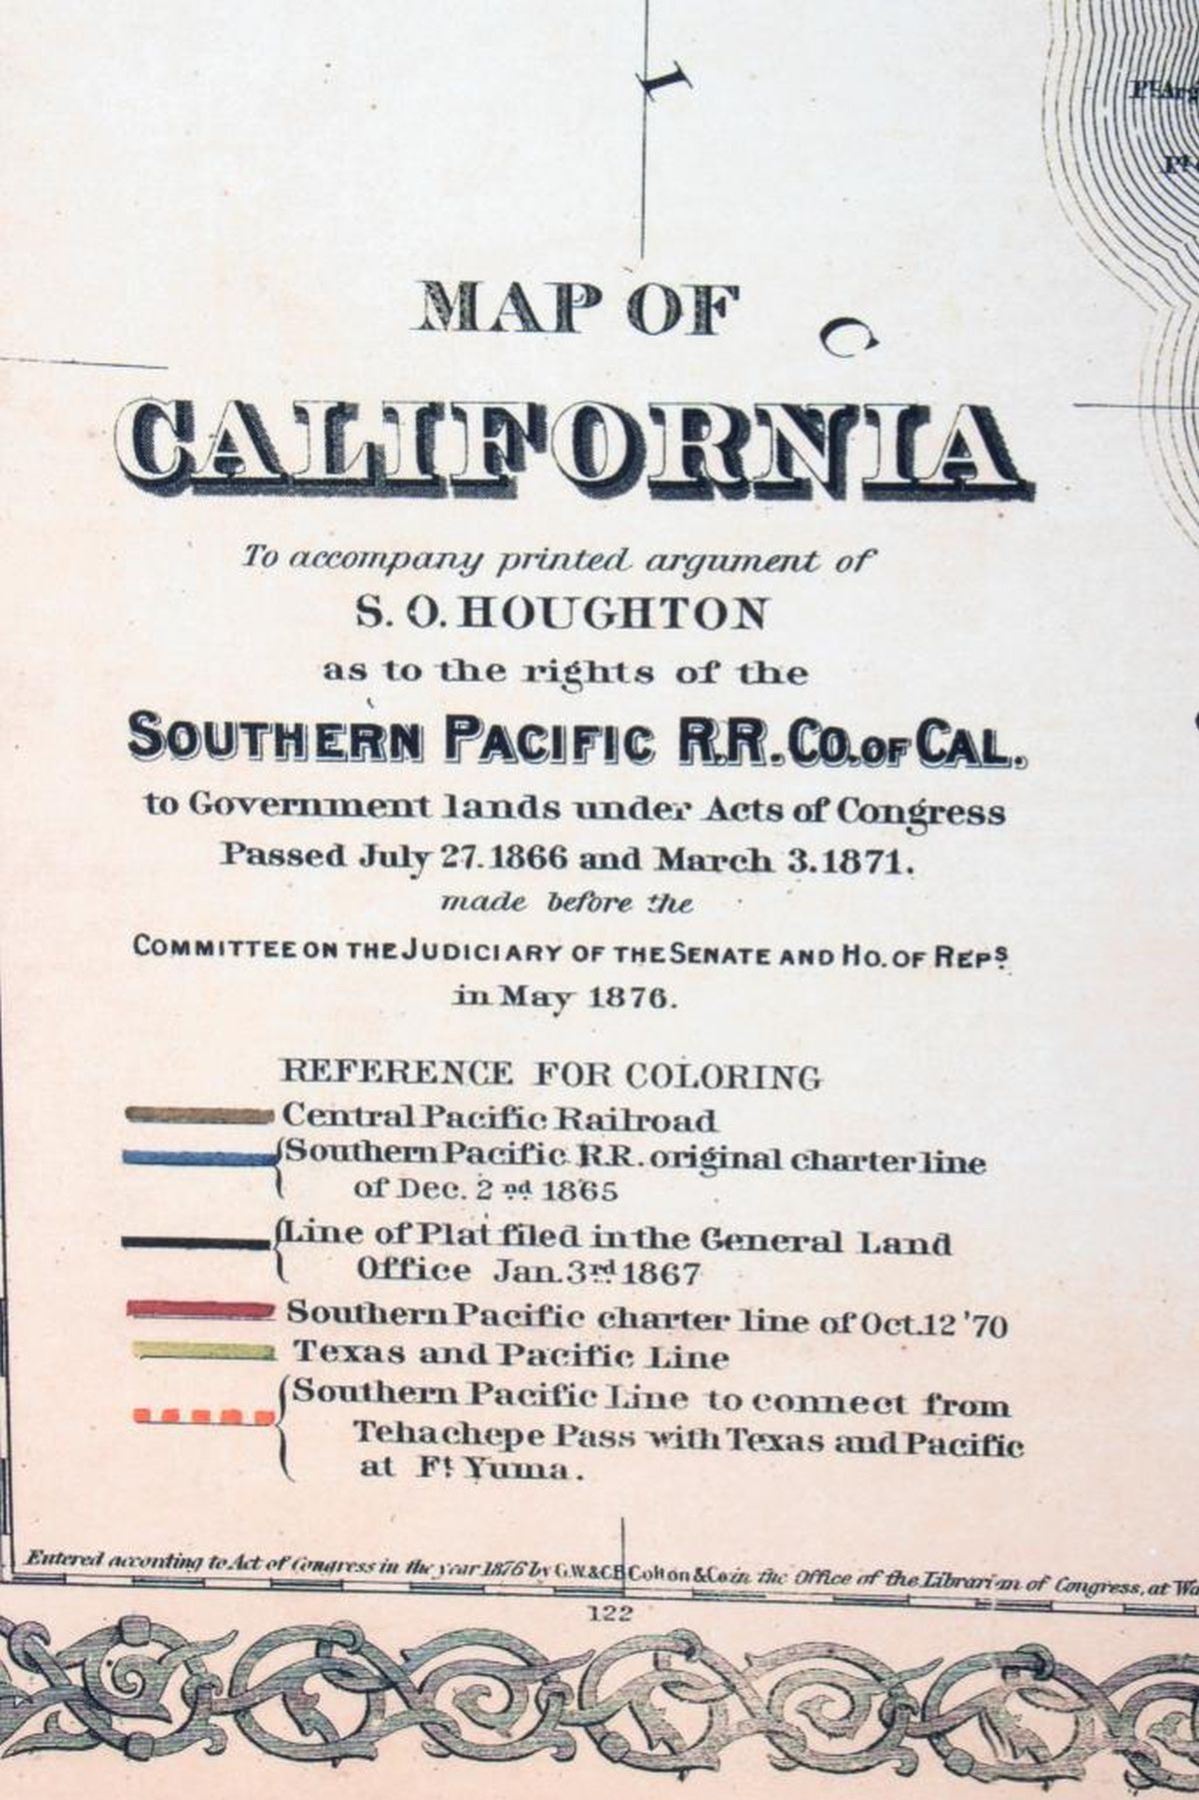 I
MAP OF
C
CALIFORNIA
To accompany printed argument of
S. O. HOUGHTON
as to the rights of the
SOUTHERN PACIFIC R.R. CO. OF CAL.
to Government lands under Acts of Congress
Passed July 27. 1866 and March 3. 1871.
made before the
COMMITTEE ON THE JUDICIARY OF THE SENATE AND HO. OF REPS.
in May 1876.
REFERENCE FOR COLORING
Central Pacific Railroad
Southern Pacific R.R. original charter line
of Dec. 2nd 1865
Line of Plat filed in the General Land
Office Jan. 3rd 1867
Southern Pacific charter line of Oct. 12 '70
Texas and Pacific Line
Southern Pacific Line to connect from
Tehachepe Pass with Texas and Pacific
at Ft Yuma.
Entered according to Act of Congress in the year 1876 by G.W. & C.B. Colton & Co in the Office of the Librarian of Congress, at
122